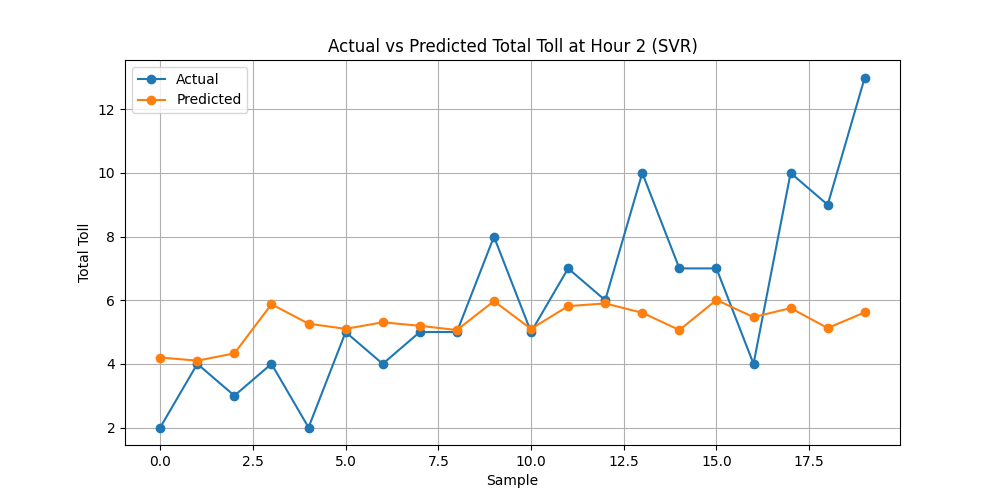 Actual vs Predicted Total Toll at Hour 2 (SVR)
Actual
Predicted
12
10
8
6
4
2
Total Toll
0.0 2.5 5.0 7.5 10.0 12.5 15.0 17.5
Sample